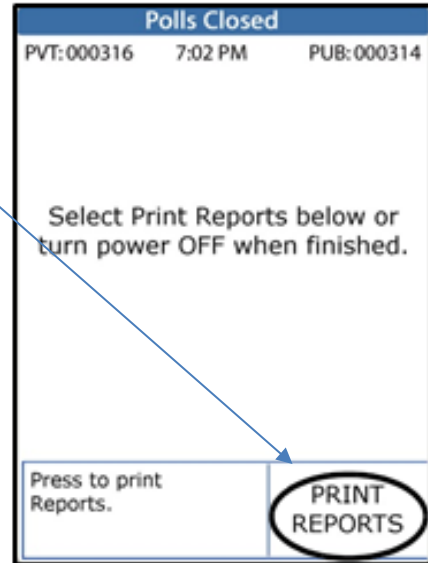 Polls Closed
PVT:000316 7:02 PM PUB:000314
Select Print Reports below or
turn power OFF when finished.
Press to print
Reports.
PRINT
REPORTS